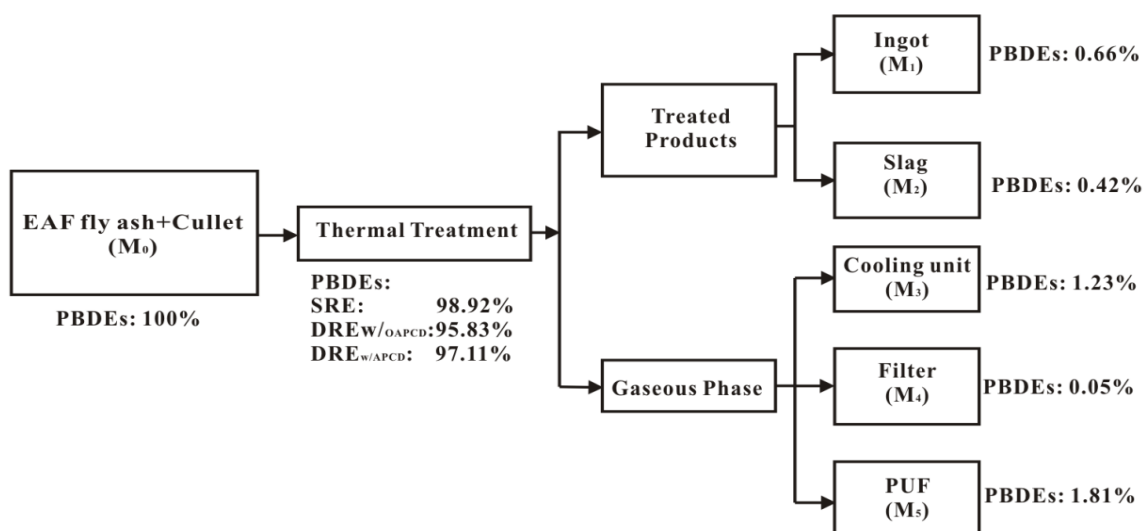 EAF fly ash+Cullet
(M₀)
PBDEs: 100%
Thermal Treatment
PBDEs:
SRE: 98.92%
DREw/OAPCD:95.83%
DREw/APCD: 97.11%
Treated
Products
Gaseous Phase
Ingot
(M₁)
PBDEs: 0.66%
Slag
(M₂)
PBDEs: 0.42%
Cooling unit
(M₃)
PBDEs: 1.23%
Filter
(M₄)
PBDEs: 0.05%
PUF
(M₅)
PBDEs: 1.81%